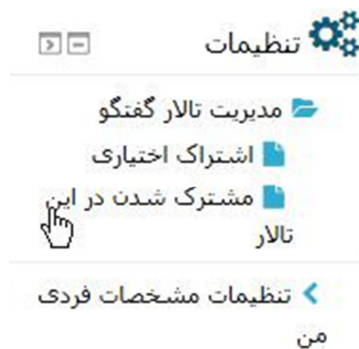 تنظیمات
مدیریت تالار گفتگو
اشتراک اختیاری
مشترک شدن در این
تالار
تنظیمات مشخصات فردی
من